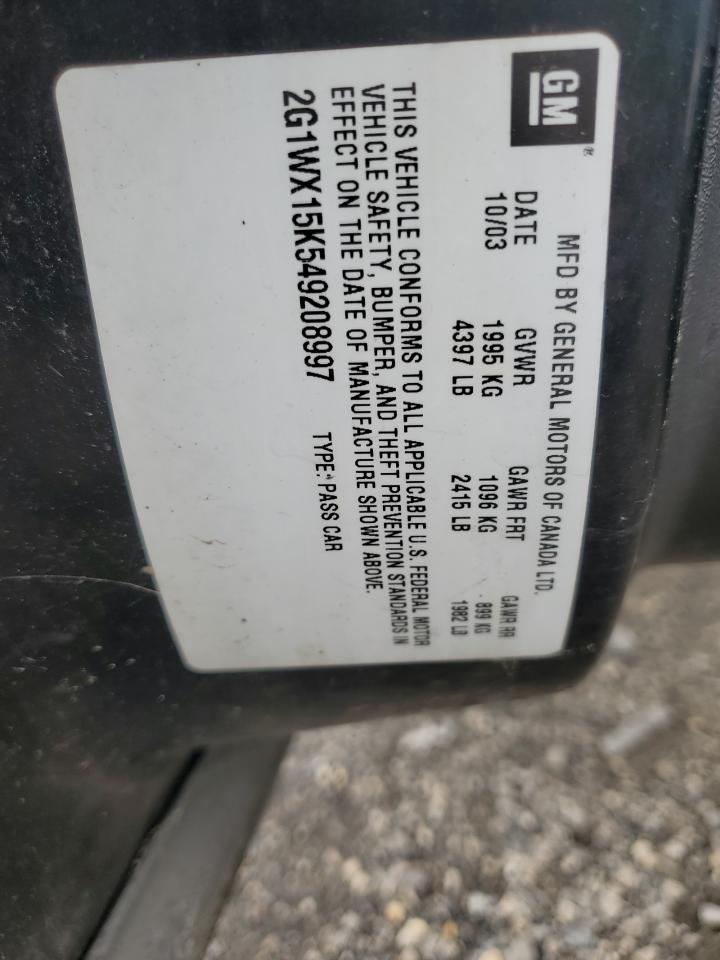 GM®
MFD BY GENERAL MOTORS OF CANADA LTD.
DATE GVWR GAWR FRT GAWR RR
10/03 1995 KG 1096 KG 899 KG
4397 LB 2415 LB 1982 LB
THIS VEHICLE CONFORMS TO ALL APPLICABLE U.S. FEDERAL MOTOR
VEHICLE SAFETY, BUMPER, AND THEFT PREVENTION STANDARDS IN
EFFECT ON THE DATE OF MANUFACTURE SHOWN ABOVE.
2G1WX15K549208997 TYPE: PASS CAR